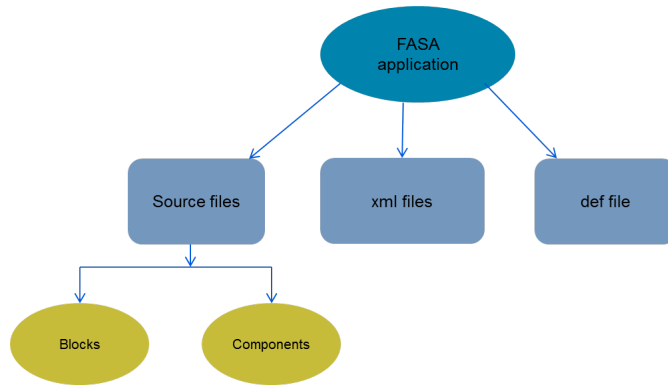 FASA
application
Source files
xml files
def file
Blocks
Components